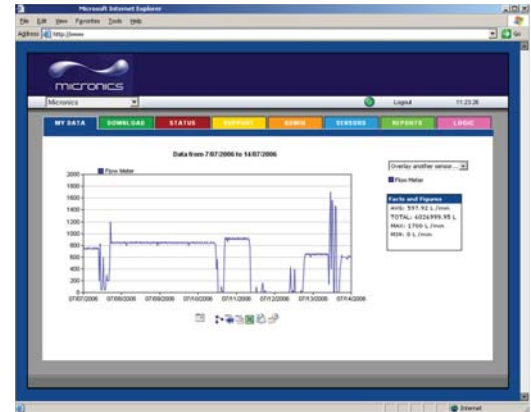 Microsoft Internet Explorer
File Edit View Favorites Tools Help
Address http://www Go
micronics
Micronics Logout 11:23:26
MY DATA DOWNLOAD STATUS SUPPORT ADMIN SENSORS REPORTS LOGIC
Data from 7/07/2006 to 14/07/2006
Flow Meter
Overlay another sensor ...
Flow Meter
Facts and Figures
AVG: 597.92 L /min
TOTAL: 6026999.95 L
MAX: 1700 L /min
MIN: 0 L /min
2000
1800
1600
1400
1200
1000
800
600
400
200
0
07/07/2006 07/08/2006 07/09/2006 07/10/2006 07/11/2006 07/12/2006 07/13/2006 07/14/2006
Internet